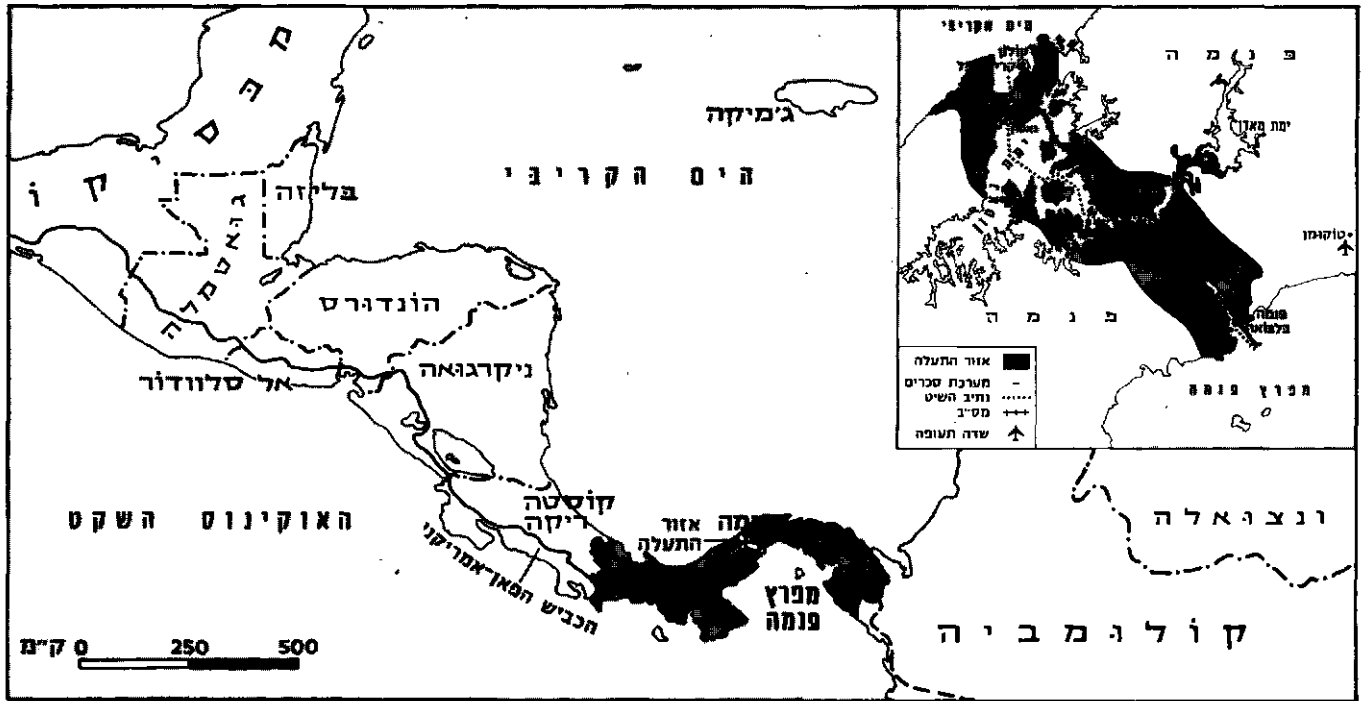 מכסיקו
בליזה
גואטמלה
הונדורס
ניקרגואה
אל סלוודור
ג׳מיקה
הים הקריבי
האוקינוס השקט
קוסטה
ריקה
הכביש הפאן-אמריקני
אזור
התעלה
מפרץ
פנמה
ונצואלה
קולומביה
ק״מ 0 250 500
הים הקריבי
פנמה
ימת מאדן
טוקומן
פנמה
פנמה
בלבואה
מפרץ פנמה
אזור התעלה
מערכת סכרים
נתיב השיט
מס״ב
שדה תעופה